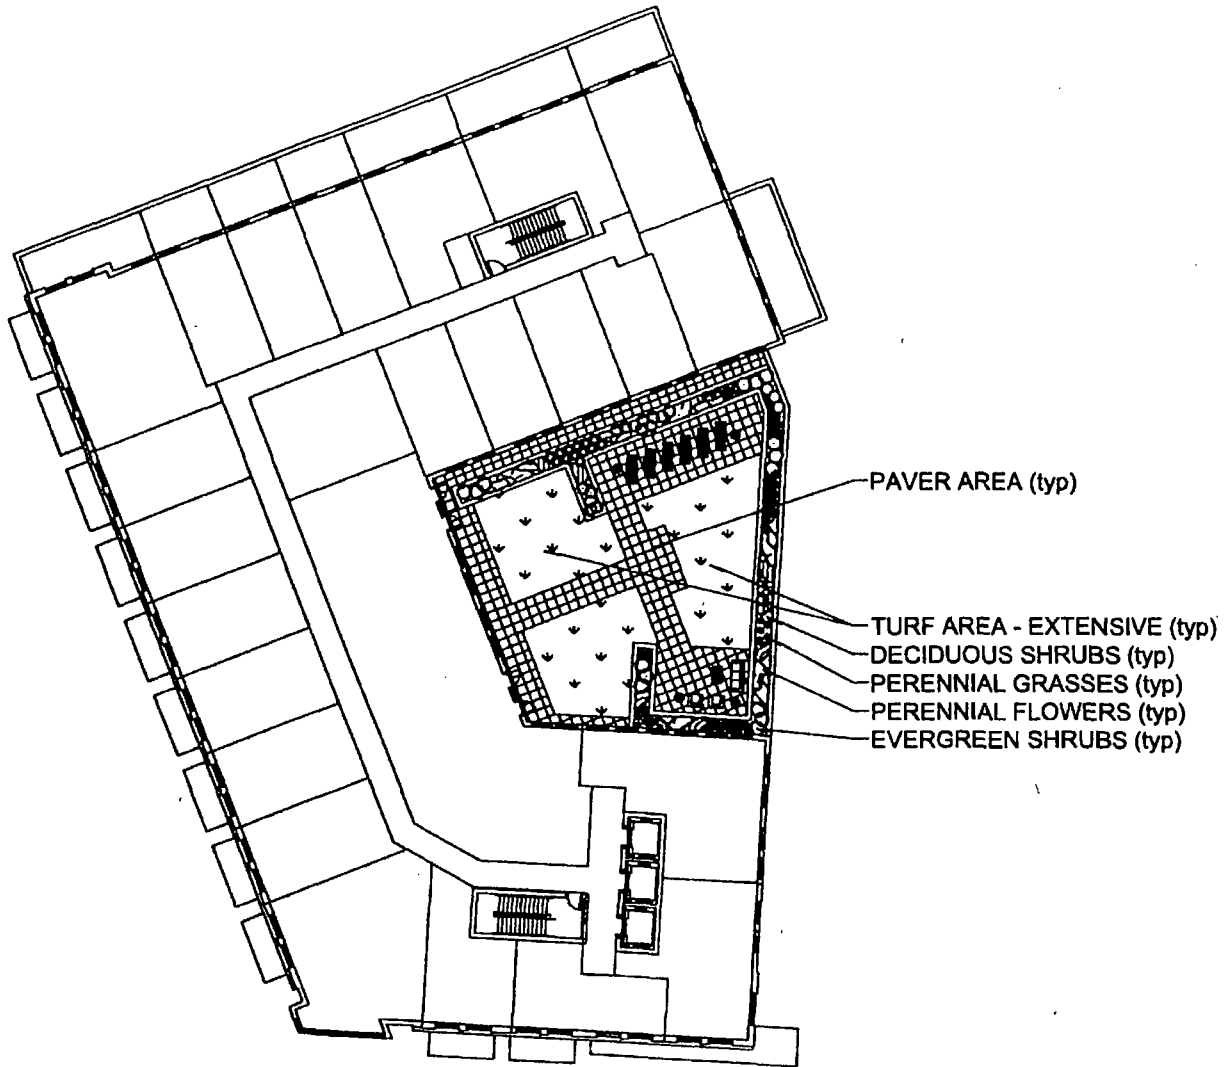 PAVER AREA (typ)
TURF AREA - EXTENSIVE (typ)
DECIDUOUS SHRUBS (typ)
PERENNIAL GRASSES (typ)
PERENNIAL FLOWERS (typ)
EVERGREEN SHRUBS (typ)